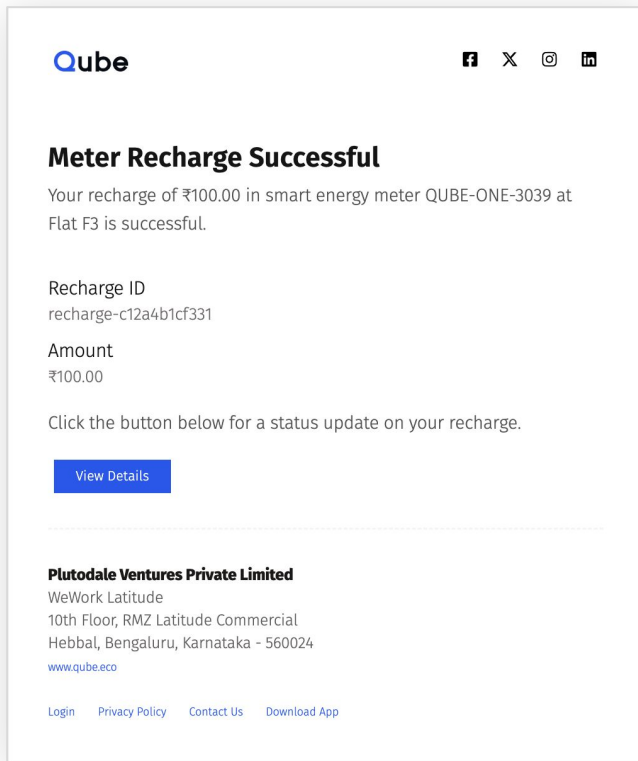 Qube
Meter Recharge Successful
Your recharge of ₹100.00 in smart energy meter QUBE-ONE-3039 at
Flat F3 is successful.
Recharge ID
recharge-c12a4b1cf331
Amount
₹100.00
Click the button below for a status update on your recharge.
View Details
Plutodale Ventures Private Limited
WeWork Latitude
10th Floor, RMZ Latitude Commercial
Hebbal, Bengaluru, Karnataka - 560024
www.qube.eco
Login Privacy Policy Contact Us Download App